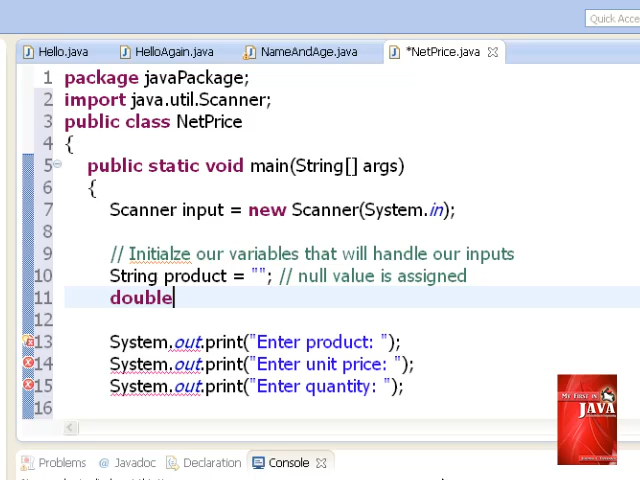 Quick Acce
Hello.java
HelloAgain.java
NameAndAge.java
*NetPrice.java
1 package javaPackage;
2 import java.util.Scanner;
3 public class NetPrice
4 {
5 public static void main(String[] args)
6 {
7 Scanner input = new Scanner(System.in);
8
9 // Initialze our variables that will handle our inputs
10 String product = ""; // null value is assigned
11 double
12
13 System.out.print("Enter product: ");
14 System.out.print("Enter unit price: ");
15 System.out.print("Enter quantity: ");
16
MY FIRST IN
JAVA
Problems @ Javadoc Declaration Console